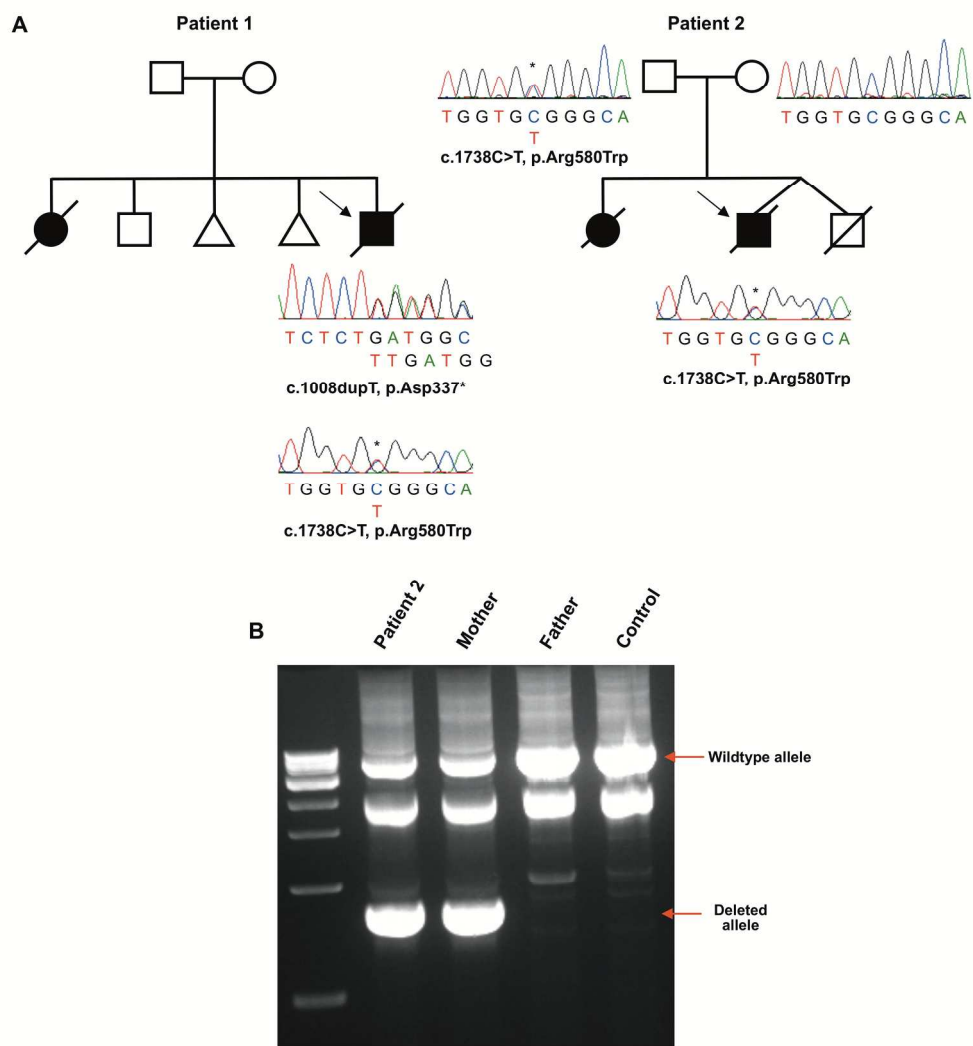 A
Patient 1
Patient 2
*
TGGTGCGGGCA
T
c.1738C>T, p.Arg580Trp
TGGTGCGGGCA
TCTCTGATGGC
TTGATGG
c.1008dupT, p.Asp337*
*
TGGTGCGGGCA
T
c.1738C>T, p.Arg580Trp
*
TGGTGCGGGCA
T
c.1738C>T, p.Arg580Trp
B
Patient 2
Mother
Father
Control
Wildtype allele
Deleted
allele